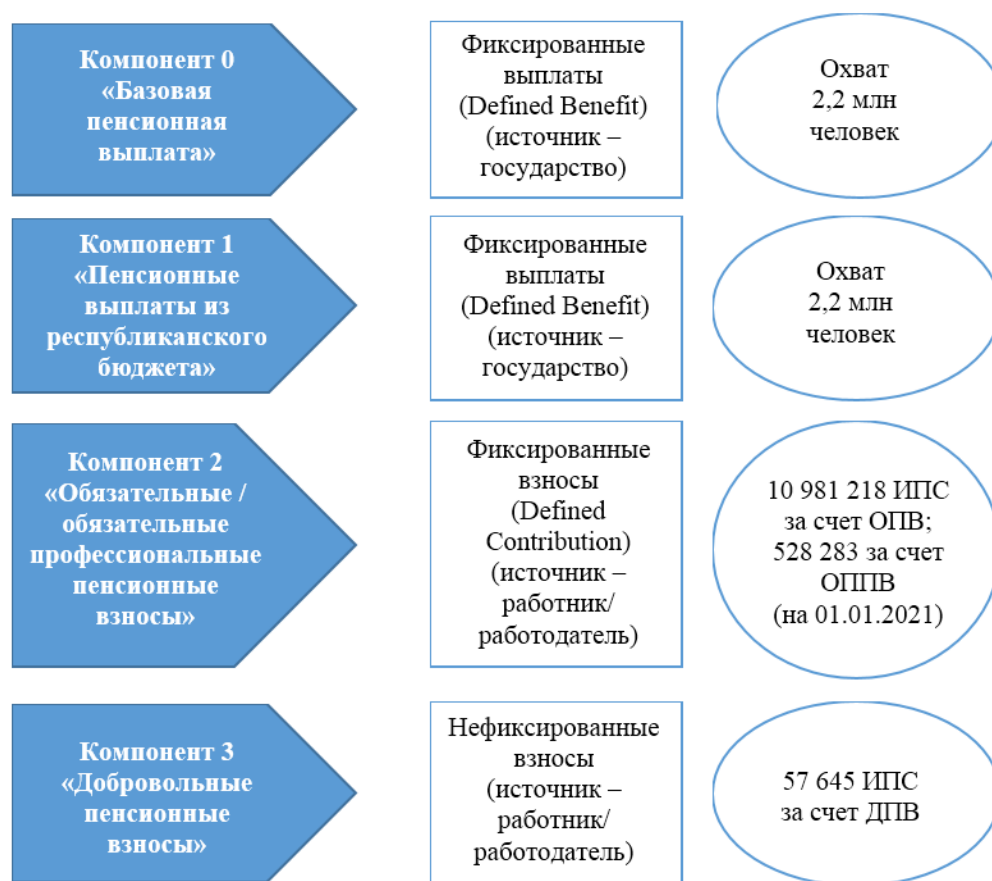 Компонент 0
«Базовая
пенсионная
выплата»
Фиксированные
выплаты
(Defined Benefit)
(источник –
государство)
Охват
2,2 млн
человек
Компонент 1
«Пенсионные
выплаты из
республиканского
бюджета»
Фиксированные
выплаты
(Defined Benefit)
(источник –
государство)
Охват
2,2 млн
человек
Компонент 2
«Обязательные /
обязательные
профессиональные
пенсионные
взносы»
Фиксированные
взносы
(Defined
Contribution)
(источник –
работник/
работодатель)
10 981 218 ИПС
за счет ОПВ;
528 283 за счет
ОППВ
(на 01.01.2021)
Компонент 3
«Добровольные
пенсионные
взносы»
Нефиксированные
взносы
(источник –
работник/
работодатель)
57 645 ИПС
за счет ДПВ